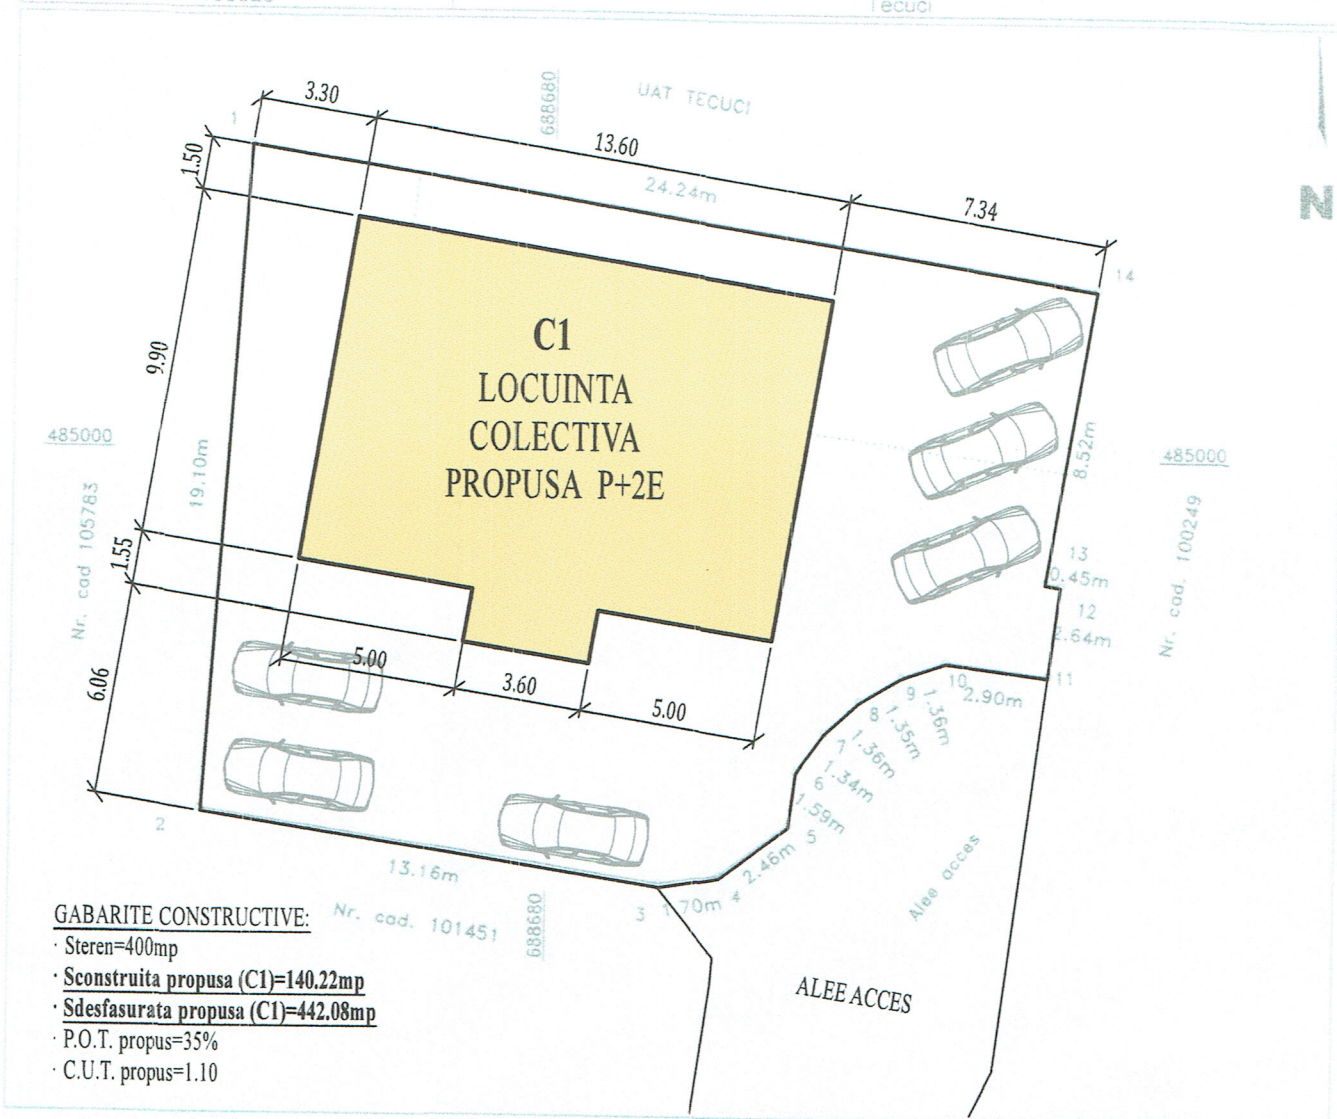 Tecuci
UAT TECUCI
688680
3.30
13.60
7.34
1
1.50
24.24m
14
N
9.90
C1
LOCUINTA
COLECTIVA
PROPUSA P+2E
485000
485000
19.10m
8.52m
Nr. cad 105783
Nr. cad. 100249
1.55
13
0.45m
12
2.64m
6.06
5.00
3.60
5.00
11
10
2.90m
9
1.36m
8
1.35m
7
1.36m
6
1.34m
1.59m
5
2.46m
4
1.70m
3
2
13.16m
Nr. cad. 101451
688680
Alee acces
ALEE ACCES
GABARITE CONSTRUCTIVE:
· Steren=400mp
· Sconstruita propusa (C1)=140.22mp
· Sdesfasurata propusa (C1)=442.08mp
· P.O.T. propus=35%
· C.U.T. propus=1.10